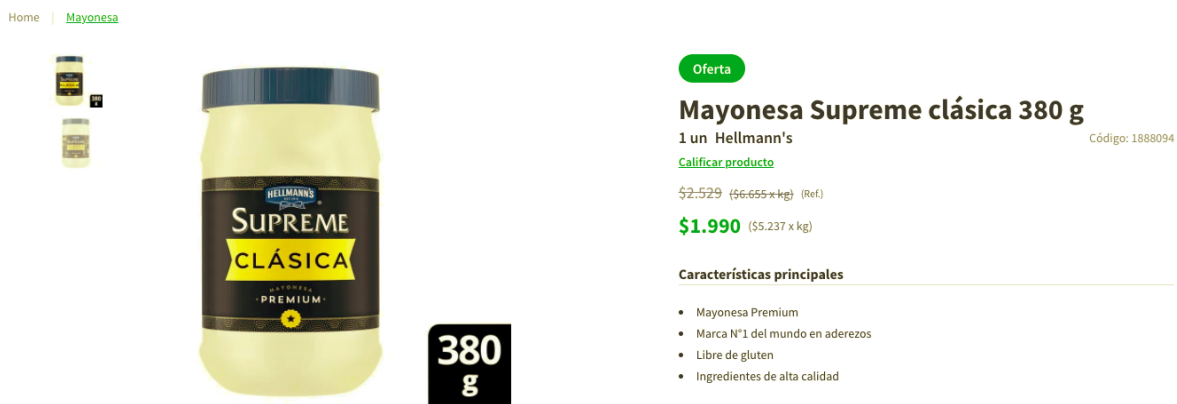 Home | Mayonesa
380
g
HELLMANN'S
SUPREME
CLÁSICA
MAYONESA
·PREMIUM·
380
g
Oferta
Mayonesa Supreme clásica 380 g
1 un Hellmann's
Código: 1888094
Calificar producto
$2.529 ($6.655 x kg) (Ref.)
$1.990 ($5.237 x kg)
Características principales
• Mayonesa Premium
• Marca N°1 del mundo en aderezos
• Libre de gluten
• Ingredientes de alta calidad